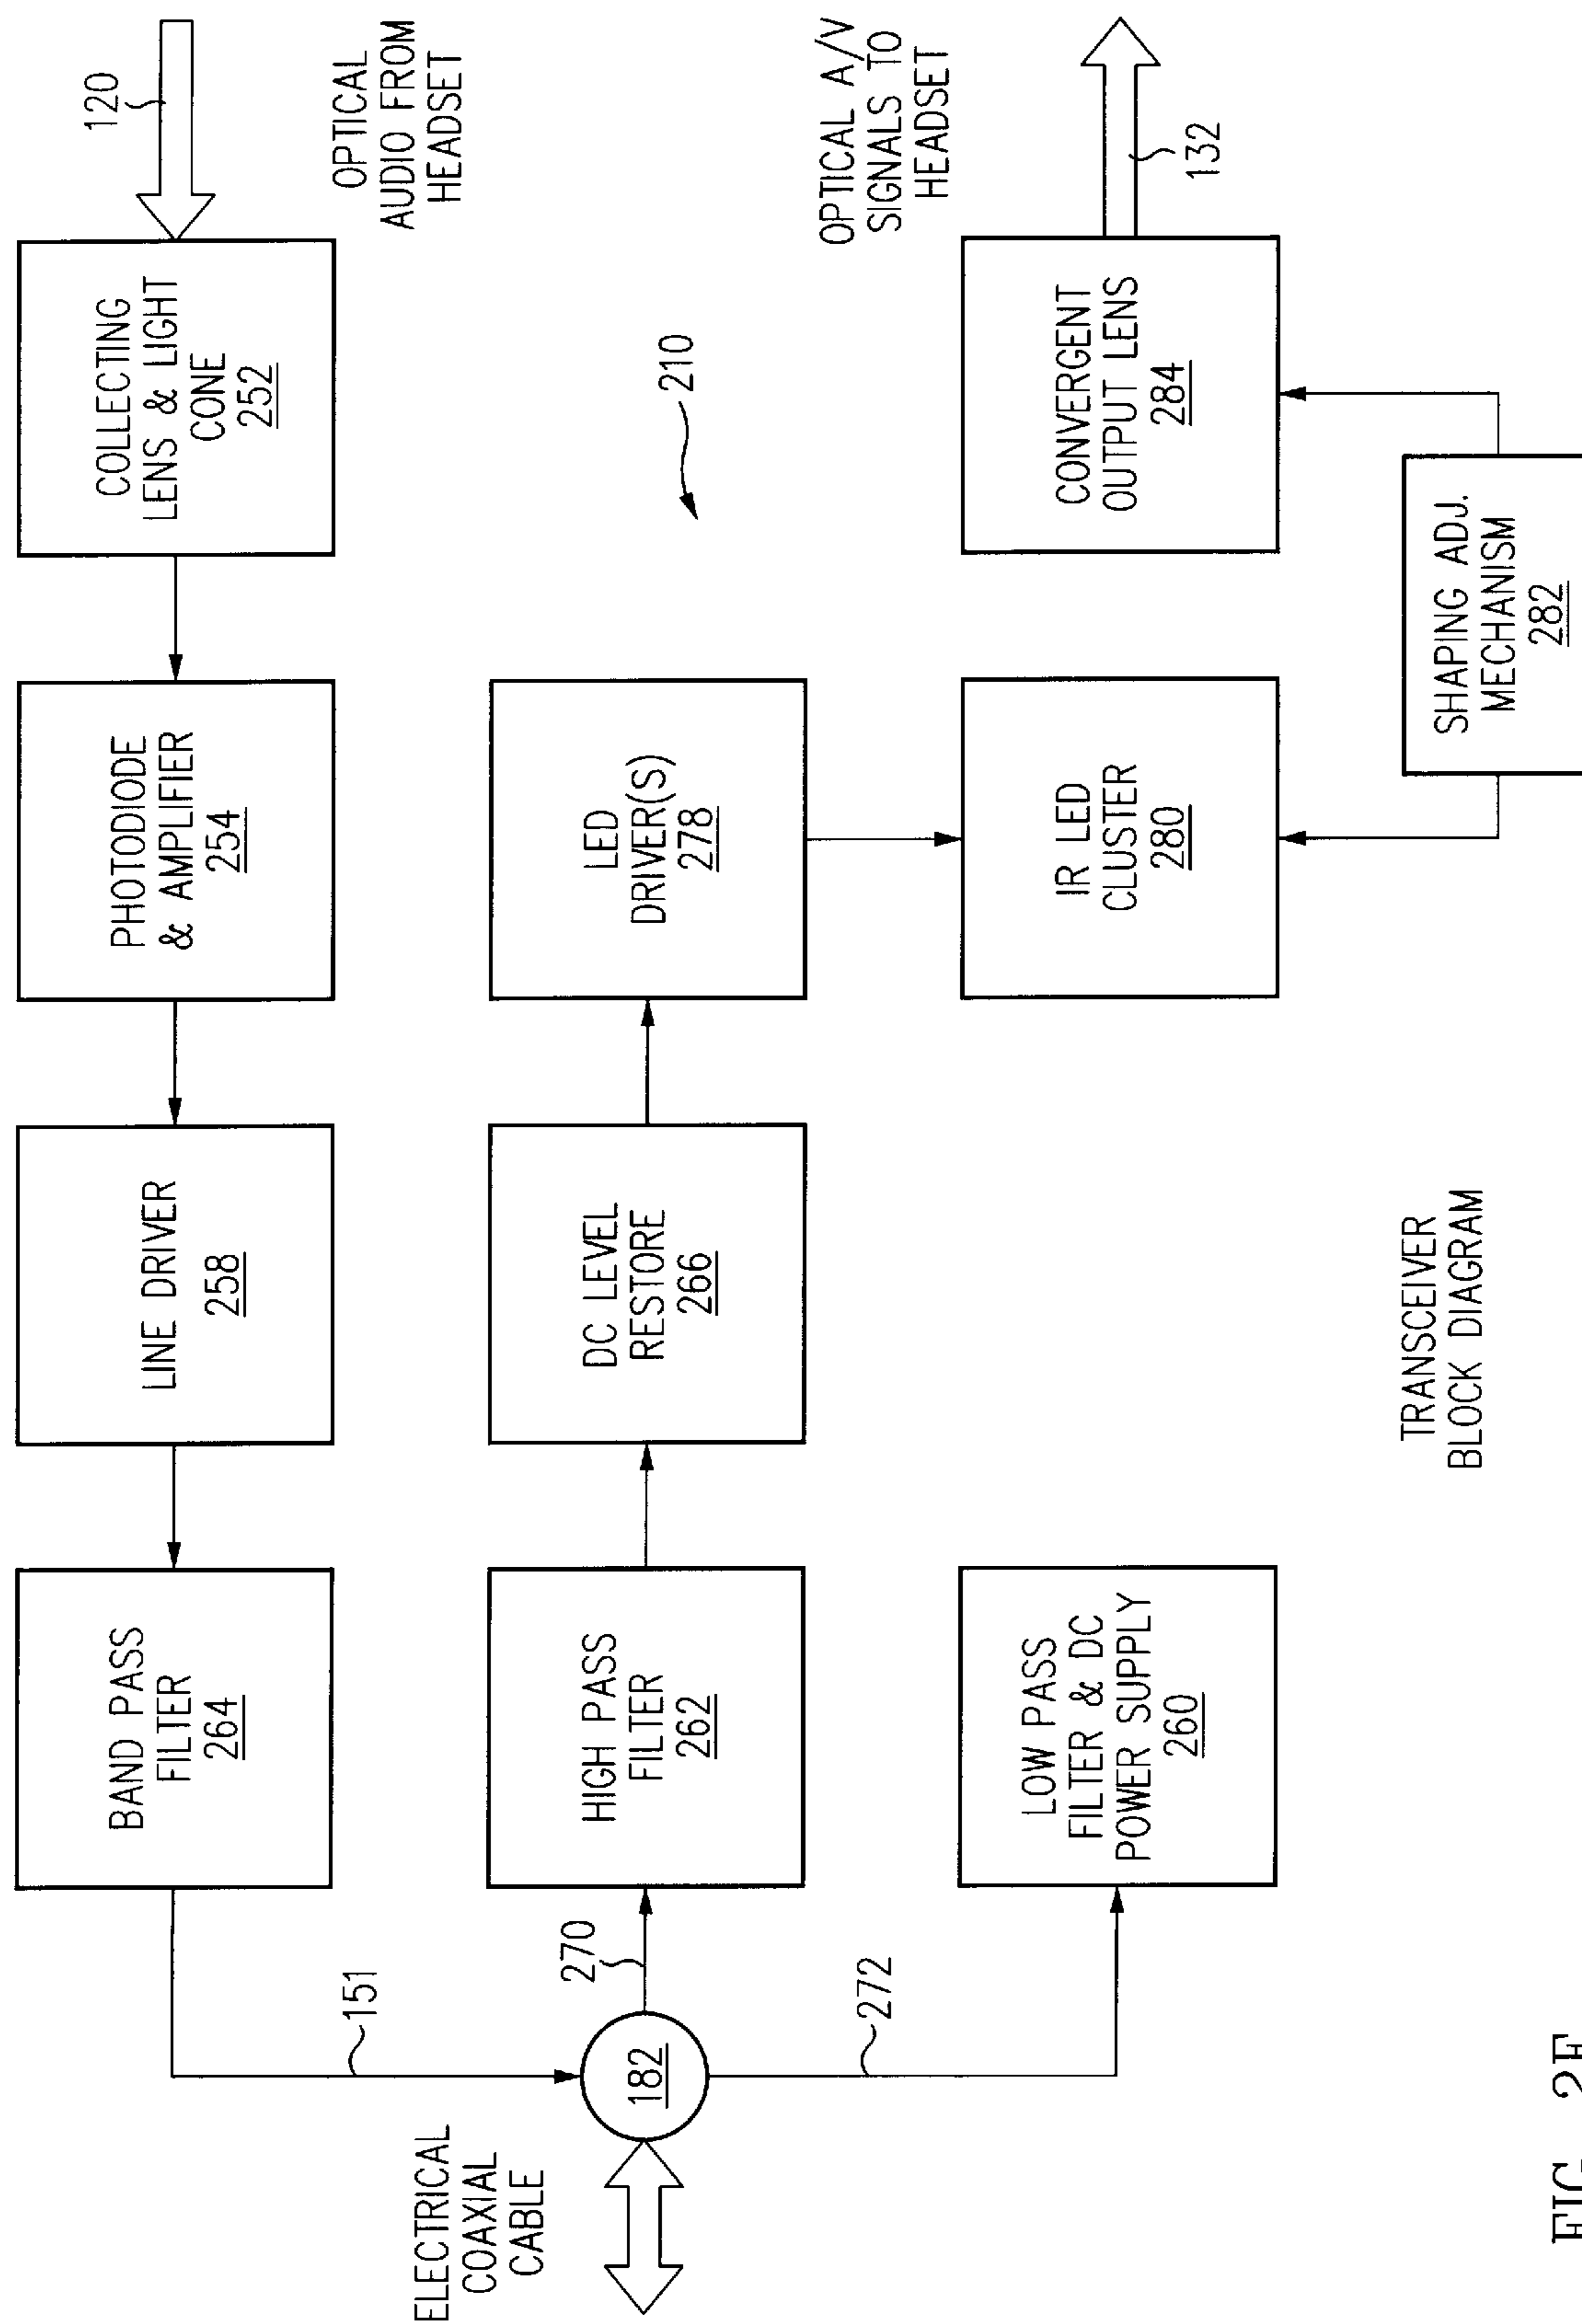 120
OPTICAL
AUDIO FROM
HEADSET
COLLECTING
LENS & LIGHT
CONE
252
PHOTODIODE
& AMPLIFIER
254
LINE DRIVER
258
BAND PASS
FILTER
264
151
ELECTRICAL
COAXIAL
CABLE
182
270
272
HIGH PASS
FILTER
262
DC LEVEL
RESTORE
266
LED
DRIVER(S)
278
210
LOW PASS
FILTER & DC
POWER SUPPLY
260
IR LED
CLUSTER
280
CONVERGENT
OUTPUT LENS
284
OPTICAL A/V
SIGNALS TO
HEADSET
132
SHAPING ADJ.
MECHANISM
282
TRANSCEIVER
BLOCK DIAGRAM
FIG.